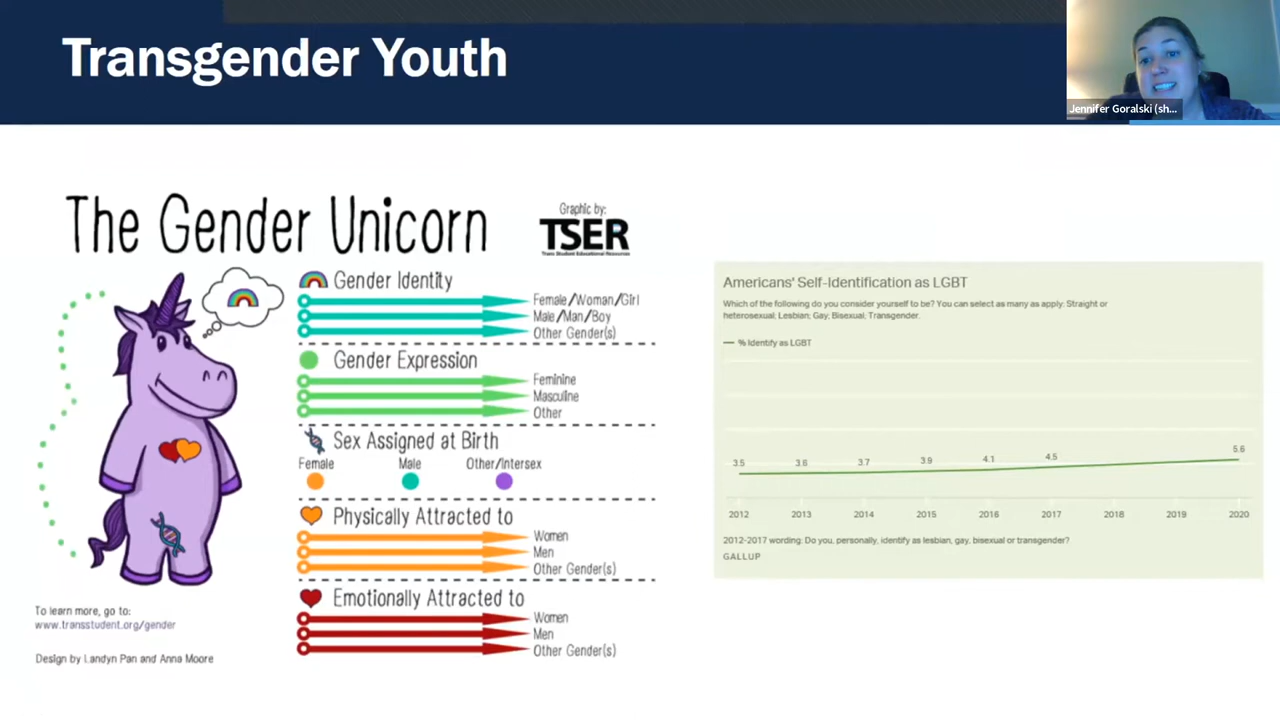 Transgender Youth
Jennifer Goralski (sh...
The Gender Unicorn
Graphic by:
TSER
Trans Student Educational Resources
Gender Identity
Female/Woman/Girl
Male/Man/Boy
Other Gender(s)
Gender Expression
Feminine
Masculine
Other
Sex Assigned at Birth
Female Male Other/Intersex
Physically Attracted to
Women
Men
Other Gender(s)
Emotionally Attracted to
Women
Men
Other Gender(s)
To learn more, go to:
www.transstudent.org/gender
Design by Landyn Pan and Anna Moore
Americans' Self-Identification as LGBT
Which of the following do you consider yourself to be? You can select as many as apply: Straight or
heterosexual; Lesbian; Gay; Bisexual; Transgender.
% Identify as LGBT
3.5 3.6 3.7 3.9 4.1 4.5 5.6
2012 2013 2014 2015 2016 2017 2018 2019 2020
2012-2017 wording: Do you, personally, identify as lesbian, gay, bisexual or transgender?
GALLUP